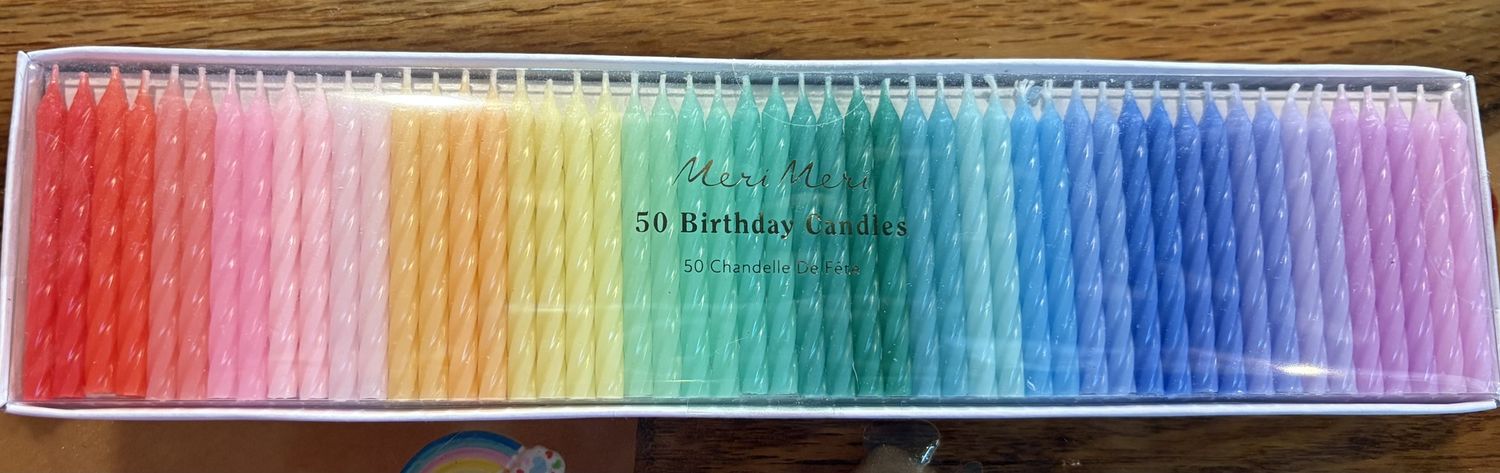 Meri Meri
50 Birthday Candles
50 Chandelle De Fête